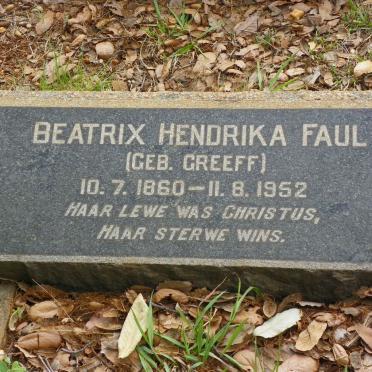 BEATRIX HENDRIKA FAUL
(GEB. GREEFF)
10. 7. 1860 — 11. 8. 1952
HAAR LEWE WAS CHRISTUS,
HAAR STERWE WINS.